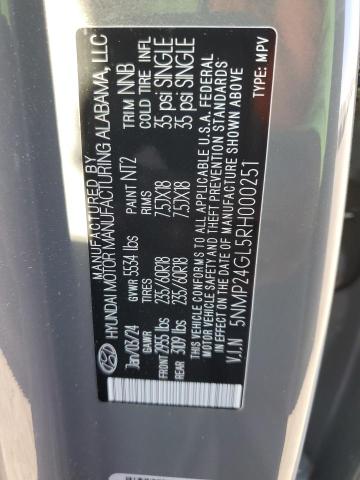 MANUFACTURED BY
HYUNDAI MOTOR MANUFACTURING ALABAMA, LLC
Jan/03/24 GVWR 5534 lbs PAINT NT2 TRIM NNB
GAWR TIRES RIMS COLD TIRE INFL
FRONT 2935 lbs 235/60R18 7.5JX18 35 psi SINGLE
REAR 3109 lbs 235/60R18 7.5JX18 35 psi SINGLE
THIS VEHICLE CONFORMS TO ALL APPLICABLE U.S.A. FEDERAL
MOTOR VEHICLE SAFETY AND THEFT PREVENTION STANDARDS
IN EFFECT ON THE DATE OF MANUFACTURE SHOWN ABOVE
V.I.N 5NMP24GL5RH000251 TYPE: MPV